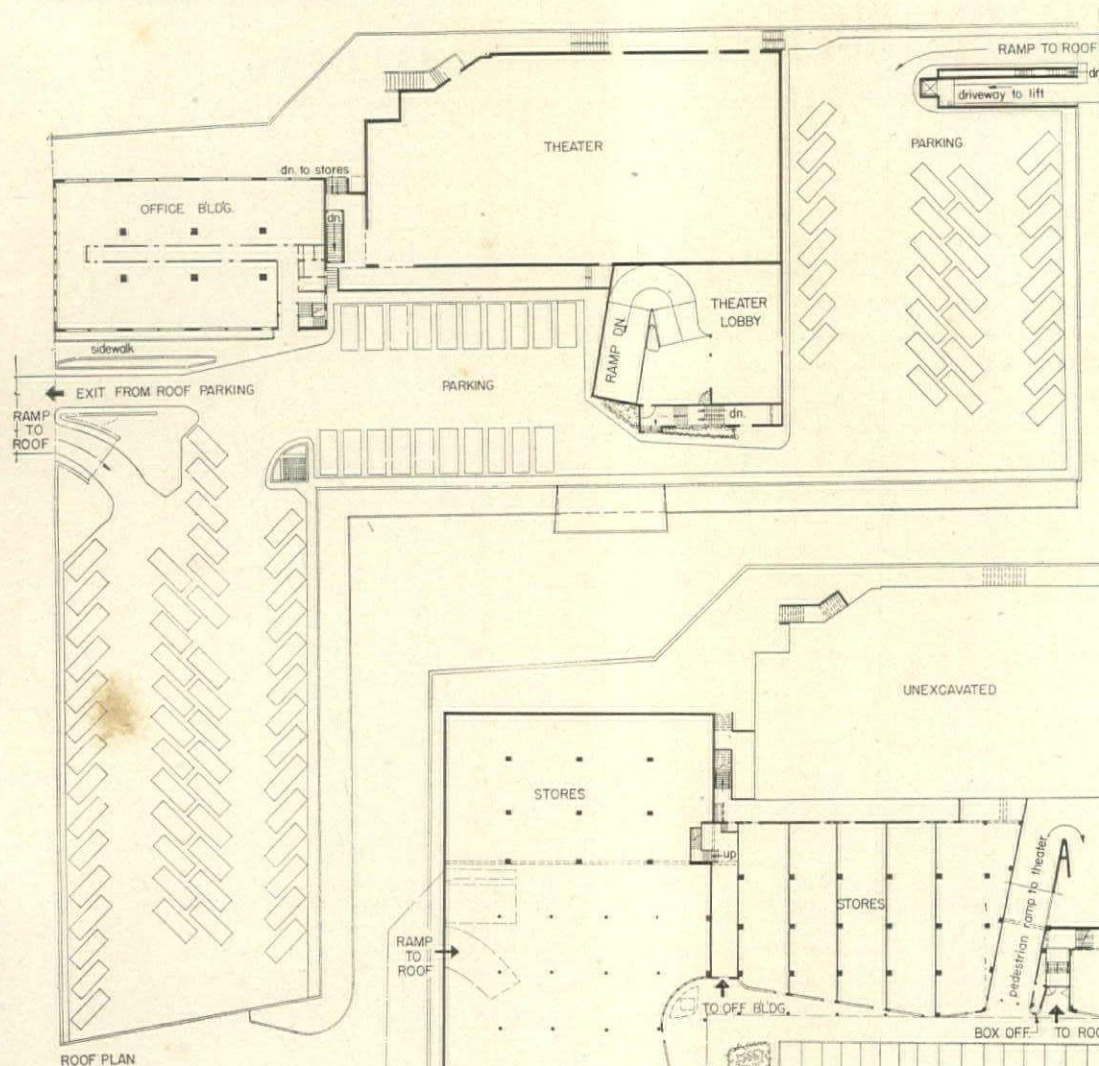 RAMP TO ROOF
driveway to lift
THEATER
PARKING
dn. to stores
OFFICE BLDG.
dn.
THEATER
LOBBY
RAMP DN.
sidewalk
EXIT FROM ROOF PARKING
PARKING
dn.
RAMP
TO
ROOF
UNEXCAVATED
STORES
up
STORES
pedestrian ramp to theater
RAMP
TO
ROOF
TO OFF. BLDG.
BOX OFF.
TO ROO
ROOF PLAN